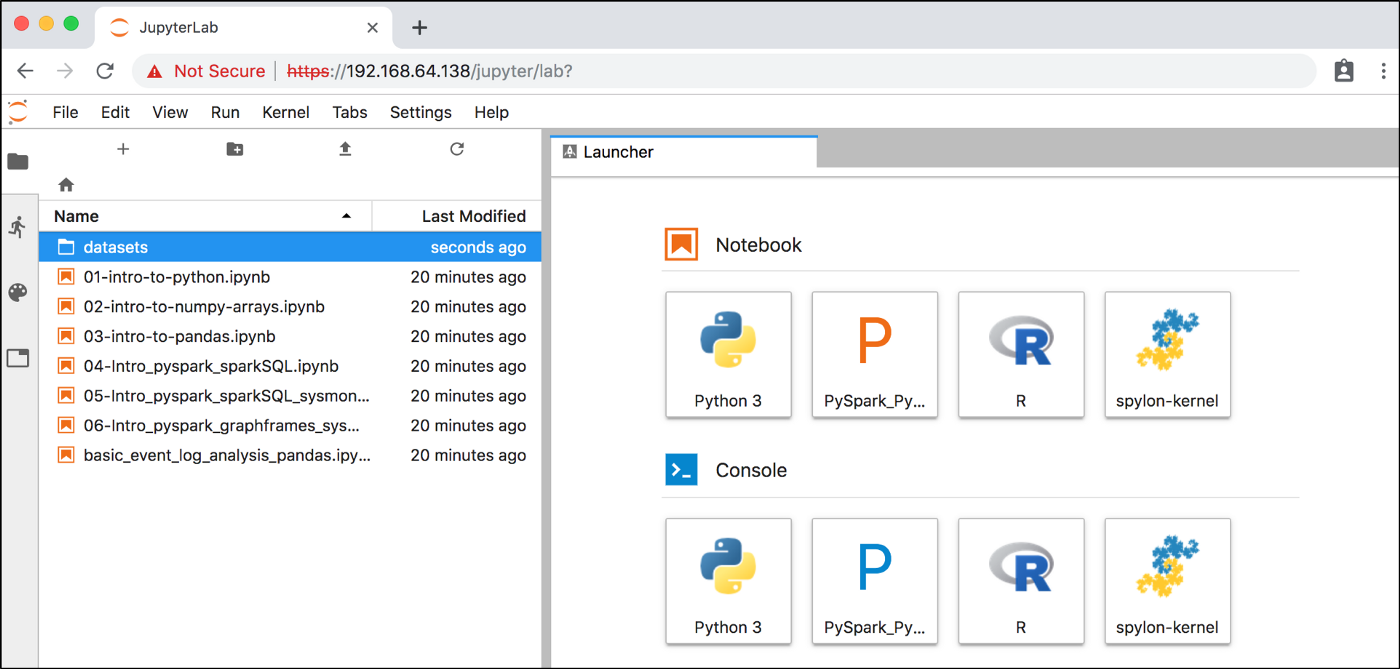 JupyterLab
Not Secure https://192.168.64.138/jupyter/lab?
File Edit View Run Kernel Tabs Settings Help
Launcher
Name Last Modified
datasets seconds ago
01-intro-to-python.ipynb 20 minutes ago
02-intro-to-numpy-arrays.ipynb 20 minutes ago
03-intro-to-pandas.ipynb 20 minutes ago
04-Intro_pyspark_sparkSQL.ipynb 20 minutes ago
05-Intro_pyspark_sparkSQL_sysmon... 20 minutes ago
06-Intro_pyspark_graphframes_sys... 20 minutes ago
basic_event_log_analysis_pandas.ipy... 20 minutes ago
Notebook
P R
Python 3 PySpark_Py... R spylon-kernel
Console
P R
Python 3 PySpark_Py... R spylon-kernel